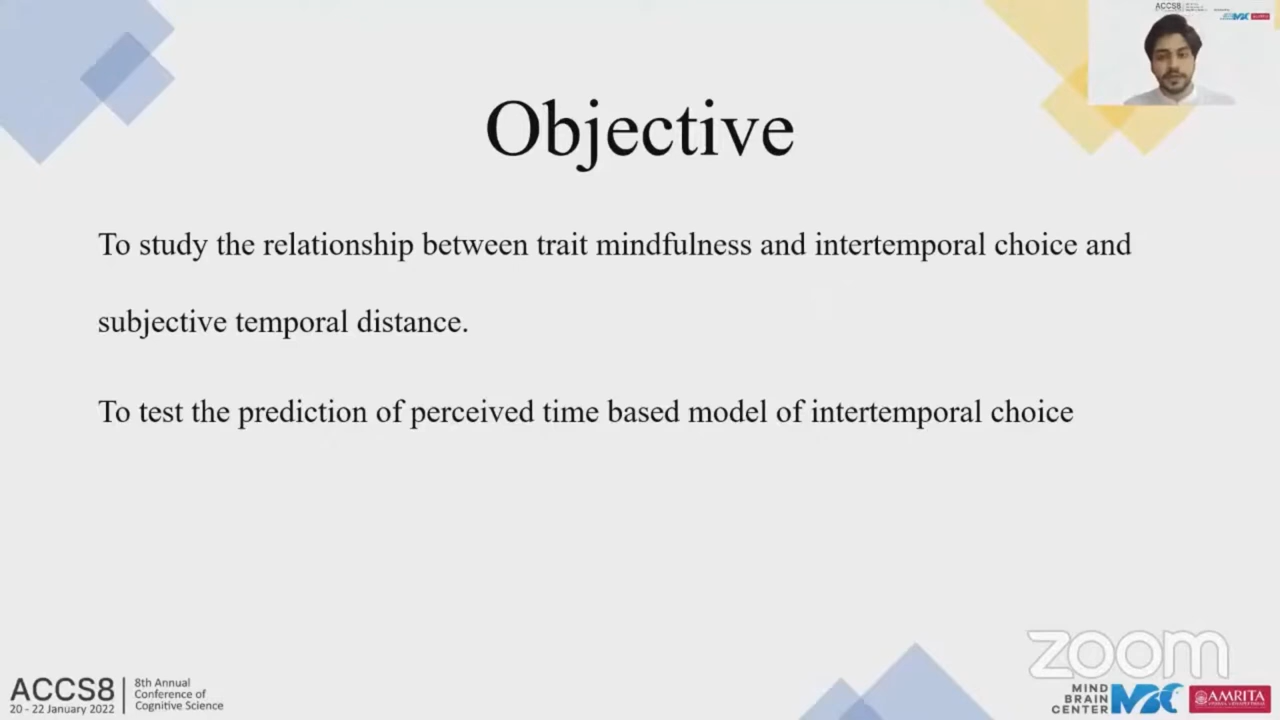 ACCS8
Objective
To study the relationship between trait mindfulness and intertemporal choice and
subjective temporal distance.
To test the prediction of perceived time based model of intertemporal choice
zoom
ACCS8
20 - 22 January 2022
8th Annual
Conference of
Cognitive Science
MIND
BRAIN
CENTER
MBC
AMRITA